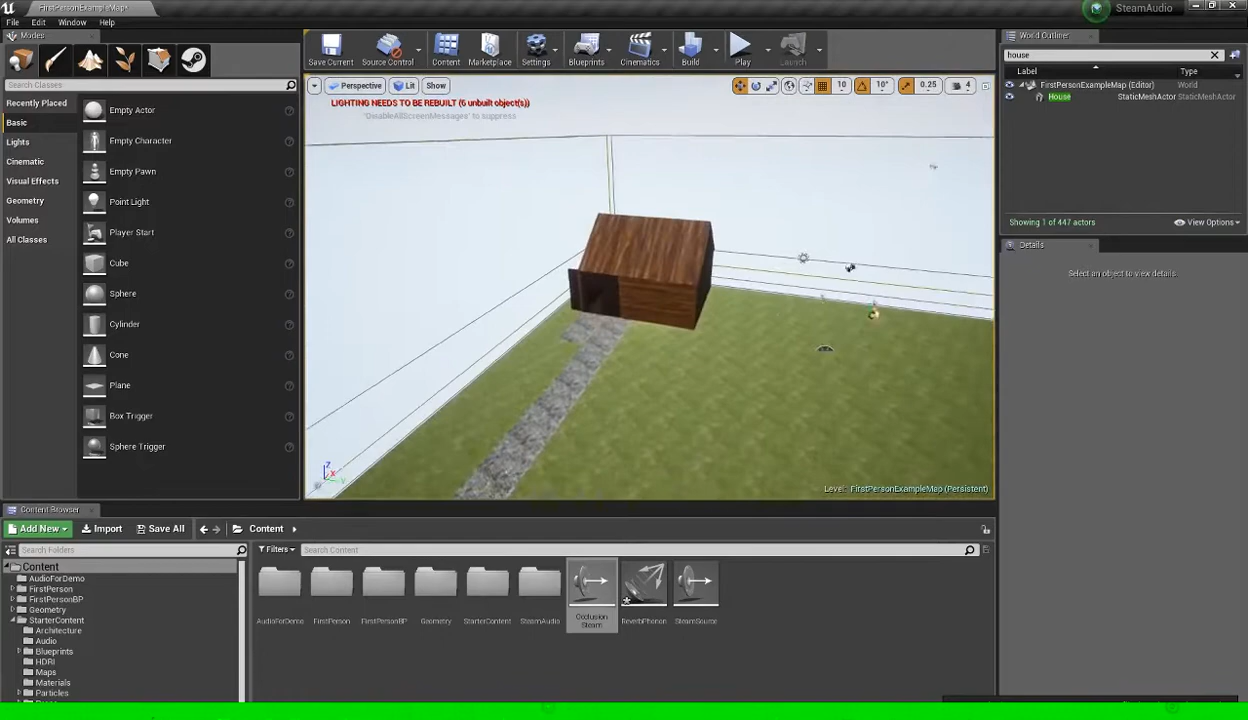 FirstPersonExampleMap*
SteamAudio
File Edit Window Help
Modes
Save Current
Source Control
Content
Marketplace
Settings
Blueprints
Cinematics
Build
Play
Launch
Search Classes
Recently Placed
Basic
Lights
Cinematic
Visual Effects
Geometry
Volumes
All Classes
Empty Actor
Empty Character
Empty Pawn
Point Light
Player Start
Cube
Sphere
Cylinder
Cone
Plane
Box Trigger
Sphere Trigger
Perspective Lit Show
10 10° 0.25 4
LIGHTING NEEDS TO BE REBUILT (6 unbuilt object(s))
'DisableAllScreenMessages' to suppress
Level: FirstPersonExampleMap (Persistent)
World Outliner
house
Label Type
FirstPersonExampleMap (Editor) World
House StaticMeshActor StaticMeshActor
Showing 1 of 447 actors View Options
Details
Select an object to view details.
Content Browser
Add New Import Save All Content
Search Folders
Filters Search Content
Content
AudioForDemo
FirstPerson
FirstPersonBP
Geometry
StarterContent
Architecture
Audio
Blueprints
HDRI
Maps
Materials
Particles
AudioForDemo
FirstPerson
FirstPersonBP
Geometry
StarterContent
SteamAudio
Occlusion
Steam
ReverbPhonon
SteamSource